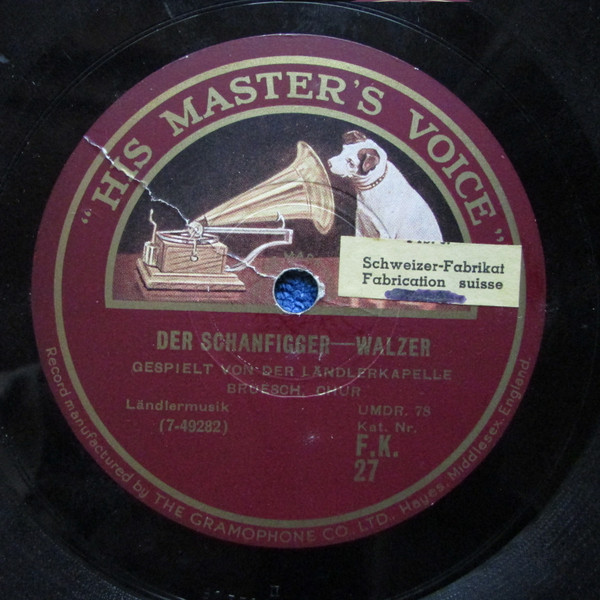 "HIS MASTER'S VOICE"
Schweizer-Fabrikat
Fabrication suisse
DER SCHANFIGGER—WALZER
GESPIELT VON DER LÄNDLERKAPELLE
BRUESCH, CHUR
Ländlermusik
(7-49282)
UMDR. 78
Kat. Nr.
F.K.
27
Record manufactured by THE GRAMOPHONE CO. LTD. Hayes, Middlesex, England.